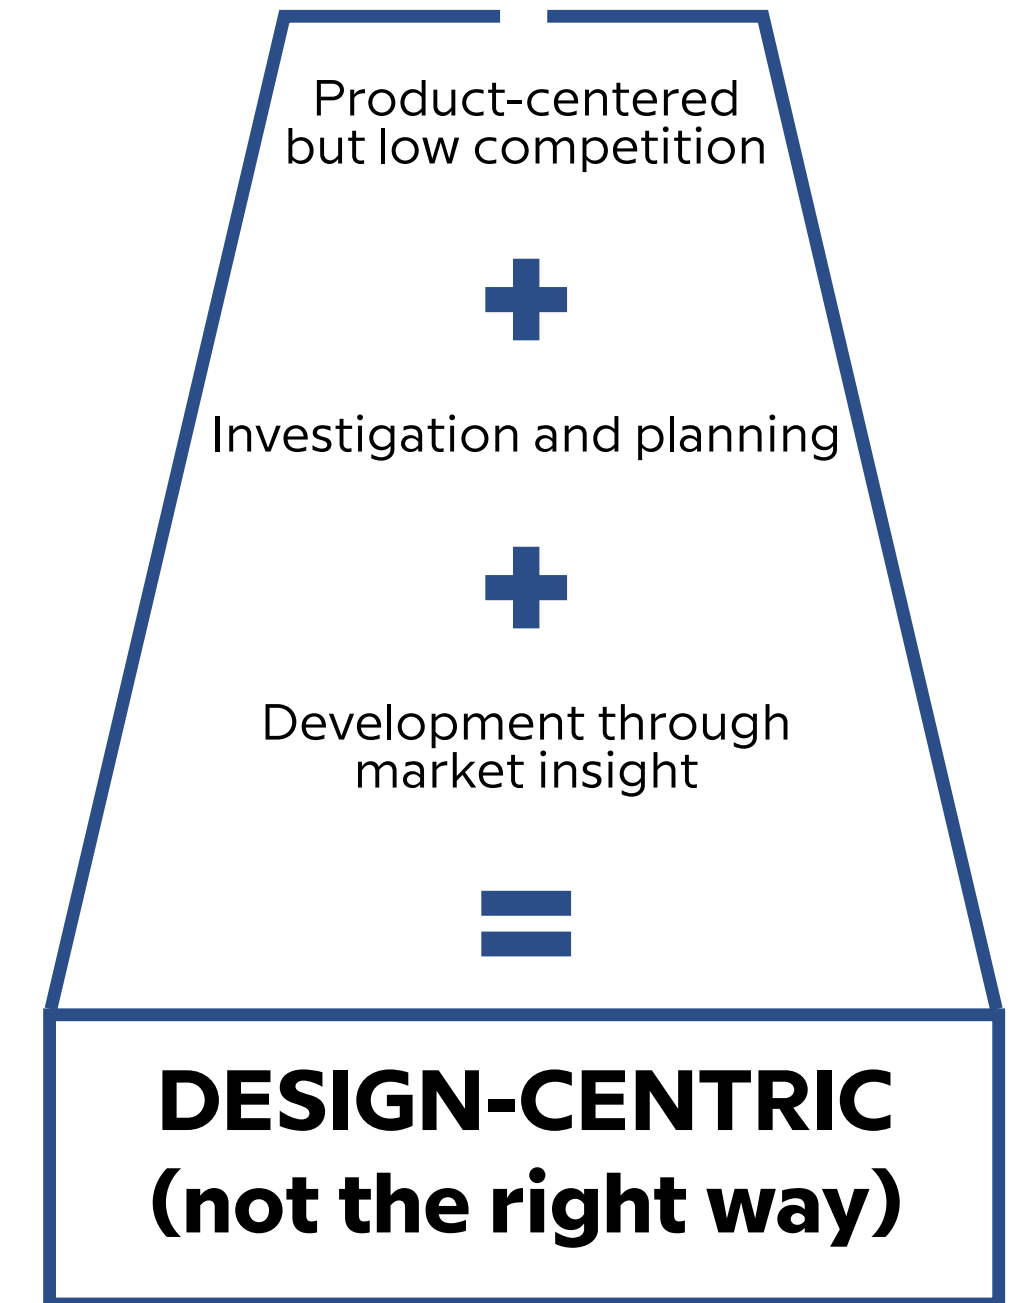 Product-centered
but low competition
+
Investigation and planning
+
Development through
market insight
=
DESIGN-CENTRIC
(not the right way)